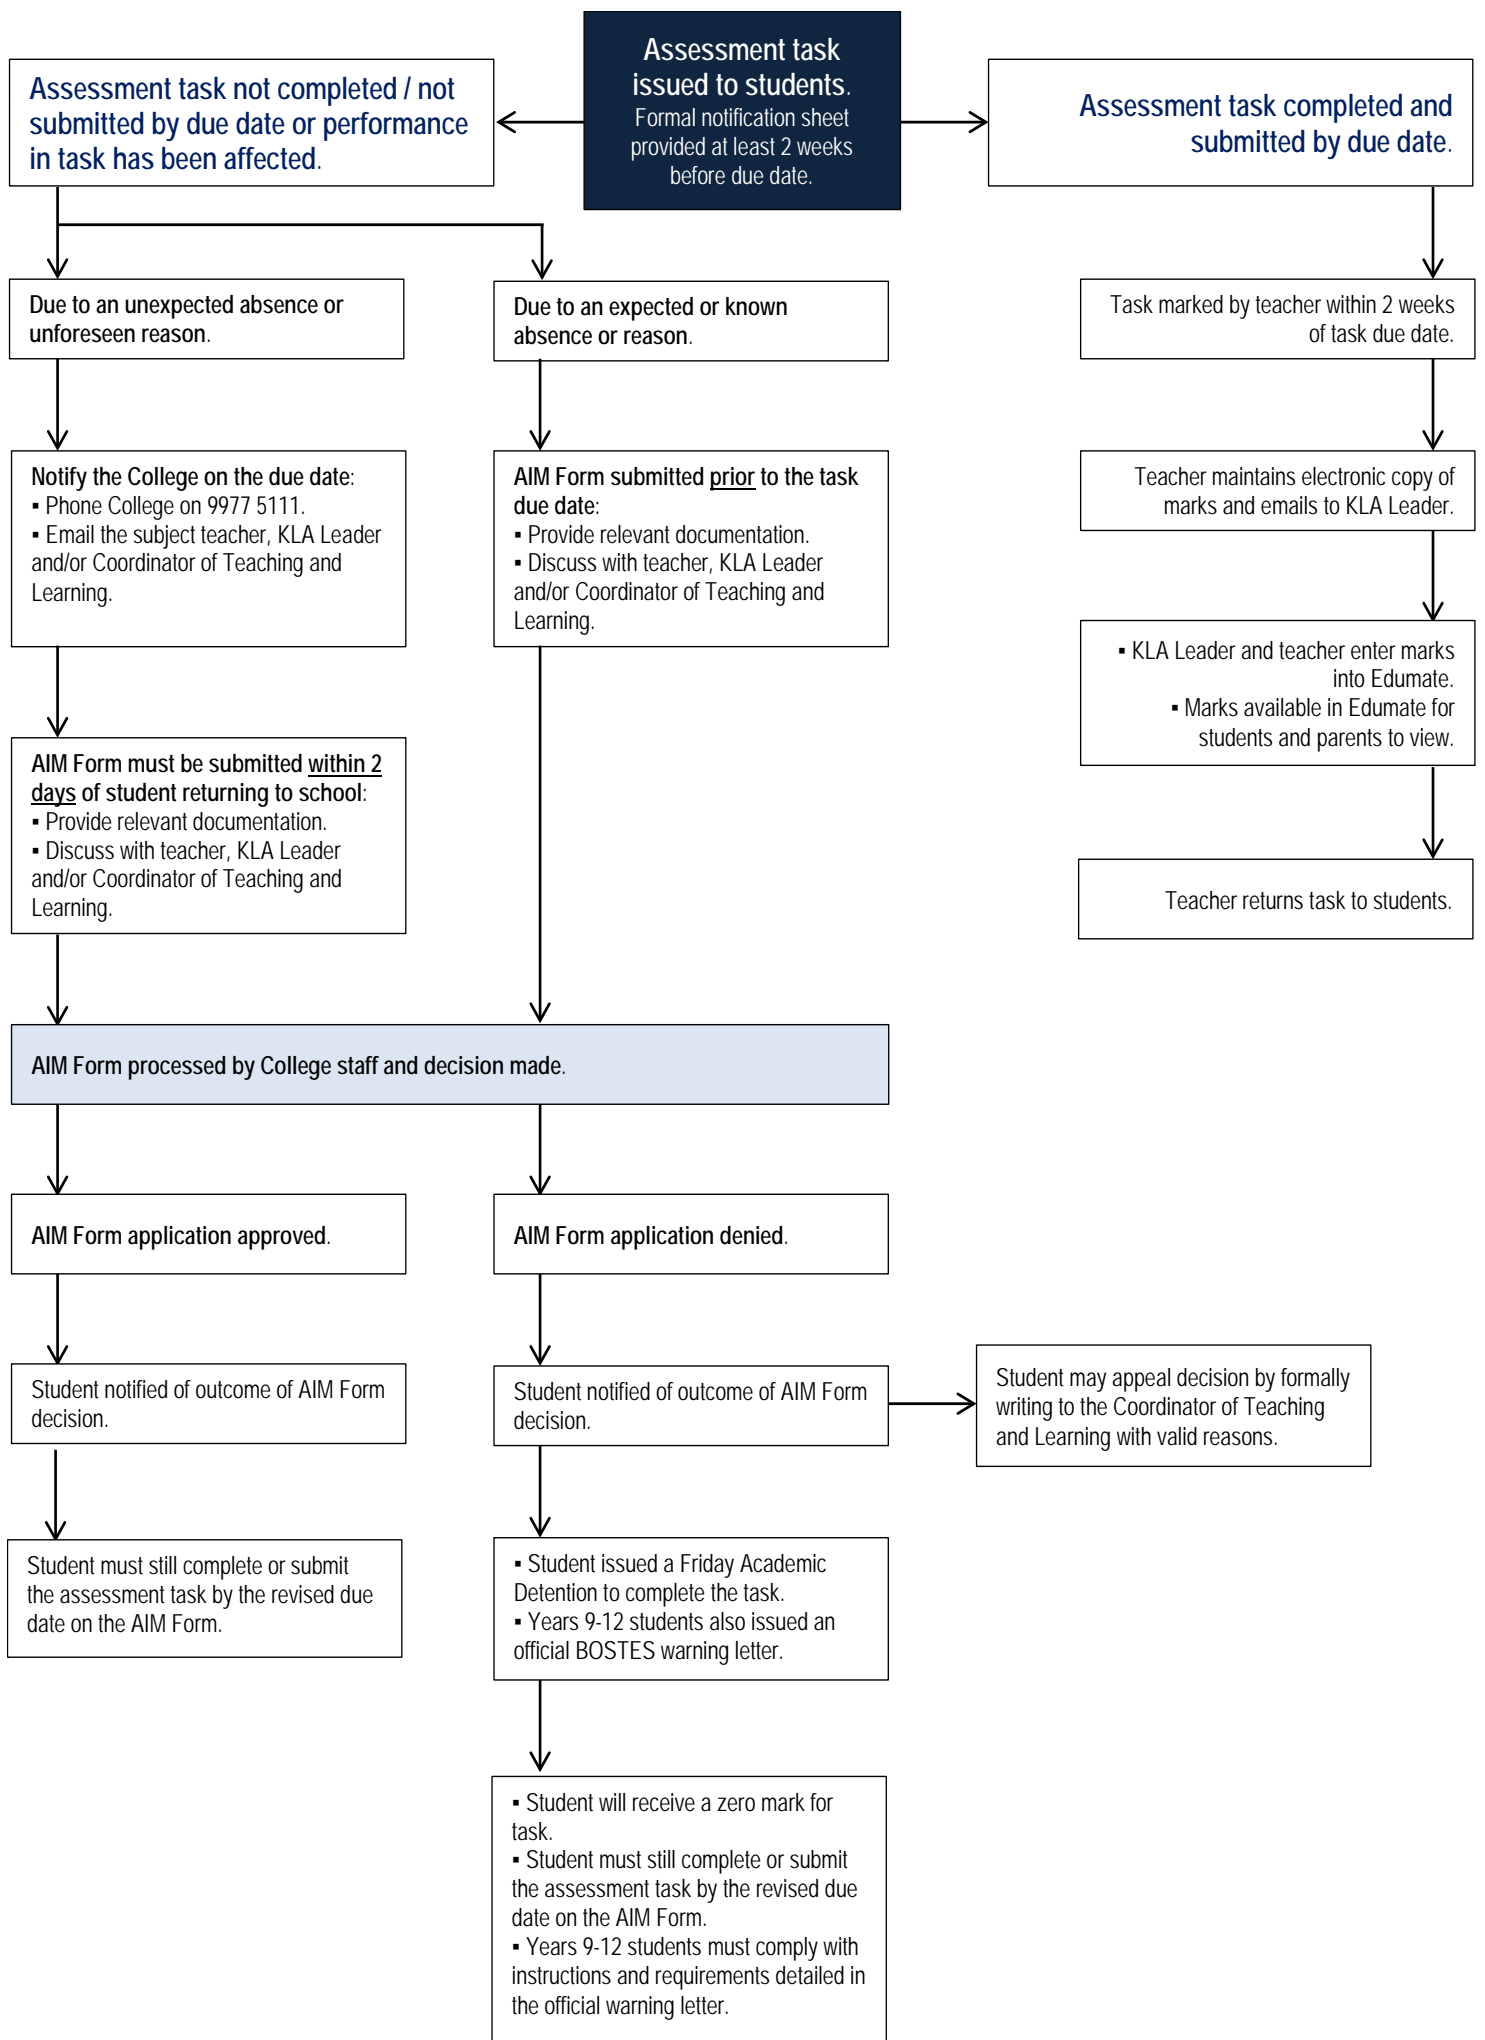 Assessment task
issued to students.
Formal notification sheet
provided at least 2 weeks
before due date.
Assessment task not completed / not
submitted by due date or performance
in task has been affected.
Assessment task completed and
submitted by due date.
Due to an unexpected absence or
unforeseen reason.
Due to an expected or known
absence or reason.
Task marked by teacher within 2 weeks
of task due date.
Notify the College on the due date:
▪ Phone College on 9977 5111.
▪ Email the subject teacher, KLA Leader
and/or Coordinator of Teaching and
Learning.
AIM Form submitted prior to the task
due date:
▪ Provide relevant documentation.
▪ Discuss with teacher, KLA Leader
and/or Coordinator of Teaching and
Learning.
Teacher maintains electronic copy of
marks and emails to KLA Leader.
▪ KLA Leader and teacher enter marks
into Edumate.
▪ Marks available in Edumate for
students and parents to view.
AIM Form must be submitted within 2
days of student returning to school:
▪ Provide relevant documentation.
▪ Discuss with teacher, KLA Leader
and/or Coordinator of Teaching and
Learning.
Teacher returns task to students.
AIM Form processed by College staff and decision made.
AIM Form application approved.
AIM Form application denied.
Student notified of outcome of AIM Form
decision.
Student notified of outcome of AIM Form
decision.
Student may appeal decision by formally
writing to the Coordinator of Teaching
and Learning with valid reasons.
Student must still complete or submit
the assessment task by the revised due
date on the AIM Form.
▪ Student issued a Friday Academic
Detention to complete the task.
▪ Years 9-12 students also issued an
official BOSTES warning letter.
▪ Student will receive a zero mark for
task.
▪ Student must still complete or submit
the assessment task by the revised due
date on the AIM Form.
▪ Years 9-12 students must comply with
instructions and requirements detailed in
the official warning letter.